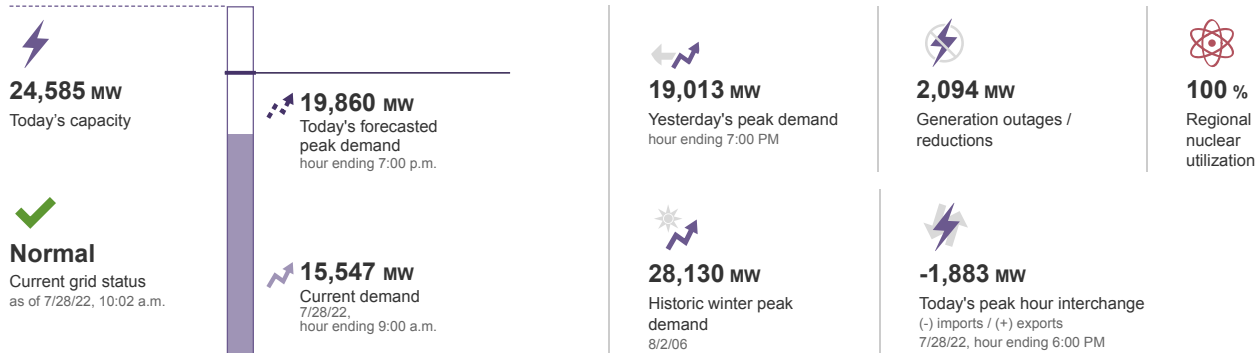 24,585 MW
Today's capacity
Normal
Current grid status
as of 7/28/22, 10:02 a.m.
19,860 MW
Today's forecasted
peak demand
hour ending 7:00 p.m.
15,547 MW
Current demand
7/28/22,
hour ending 9:00 a.m.
19,013 MW
Yesterday's peak demand
hour ending 7:00 PM
2,094 MW
Generation outages /
reductions
100 %
Regional
nuclear
utilization
28,130 MW
Historic winter peak
demand
8/2/06
-1,883 MW
Today's peak hour interchange
(-) imports / (+) exports
7/28/22, hour ending 6:00 PM